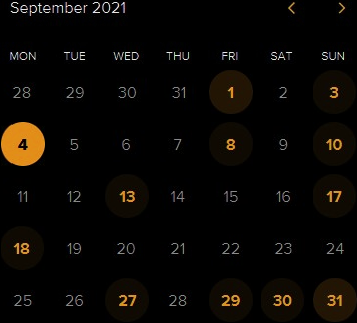 September 2021
MON TUE WED THU FRI SAT SUN
28 29 30 31 1 2 3
4 5 6 7 8 9 10
11 12 13 14 15 16 17
18 19 20 21 22 23 24
25 26 27 28 29 30 31